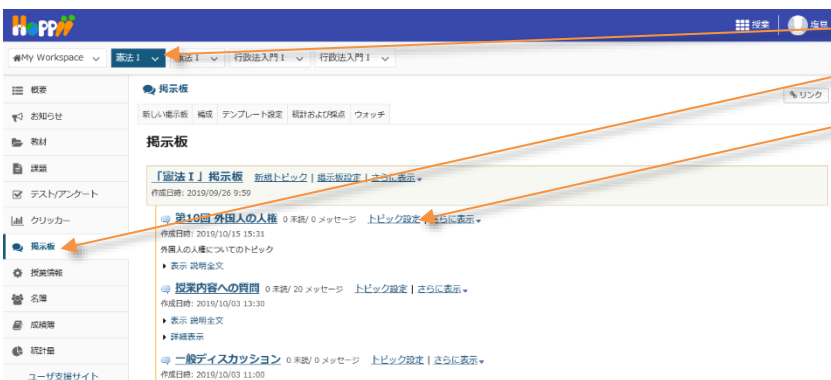 HoPPii
授業
塩見
My Workspace
憲法 I
憲法 I
行政法入門 I
行政法入門 I
概要
お知らせ
教材
課題
テスト/アンケート
クリッカー
掲示板
授業情報
名簿
成績簿
統計量
ユーザ支援サイト
掲示板
リンク
新しい掲示板 編成 テンプレート設定 統計および採点 ウォッチ
掲示板
「憲法 I 」掲示板 新規トピック | 掲示板設定 | さらに表示
作成日時: 2019/09/26 9:59
第10回 外国人の人権 0 未読/ 0 メッセージ トピック設定 | さらに表示
作成日時: 2019/10/15 15:31
外国人の人権についてのトピック
表示 説明全文
授業内容への質問 0 未読/ 20 メッセージ トピック設定 | さらに表示
作成日時: 2019/10/03 13:30
表示 説明全文
詳細表示
一般ディスカッション 0 未読/ 0 メッセージ トピック設定 | さらに表示
作成日時: 2019/10/03 11:00